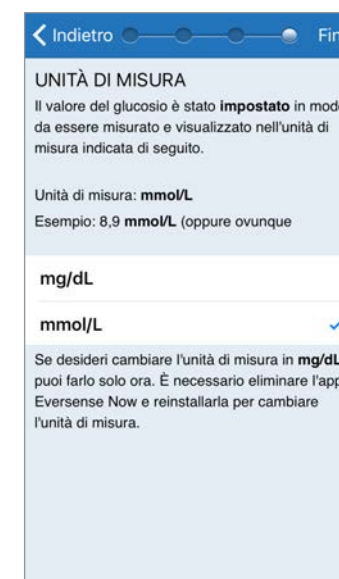 Indietro Fin
UNITÀ DI MISURA
Il valore del glucosio è stato impostato in mod
da essere misurato e visualizzato nell'unità di
misura indicata di seguito.
Unità di misura: mmol/L
Esempio: 8,9 mmol/L (oppure ovunque
mg/dL
mmol/L
Se desideri cambiare l'unità di misura in mg/dL
puoi farlo solo ora. È necessario eliminare l'app
Eversense Now e reinstallarla per cambiare
l'unità di misura.